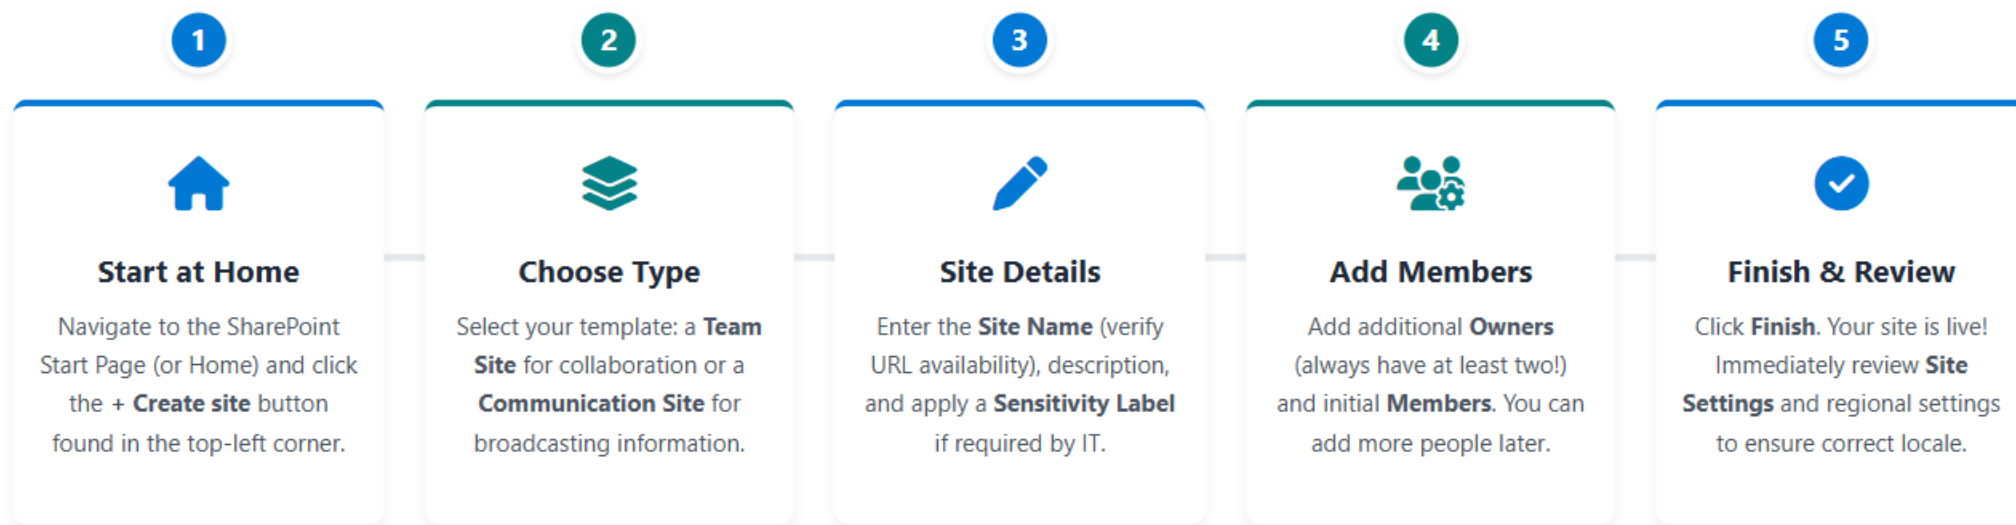 1
2
3
4
5
Start at Home
Navigate to the SharePoint
Start Page (or Home) and click
the + Create site button
found in the top-left corner.
Choose Type
Select your template: a Team
Site for collaboration or a
Communication Site for
broadcasting information.
Site Details
Enter the Site Name (verify
URL availability), description,
and apply a Sensitivity Label
if required by IT.
Add Members
Add additional Owners
(always have at least two!)
and initial Members. You can
add more people later.
Finish & Review
Click Finish. Your site is live!
Immediately review Site
Settings and regional settings
to ensure correct locale.